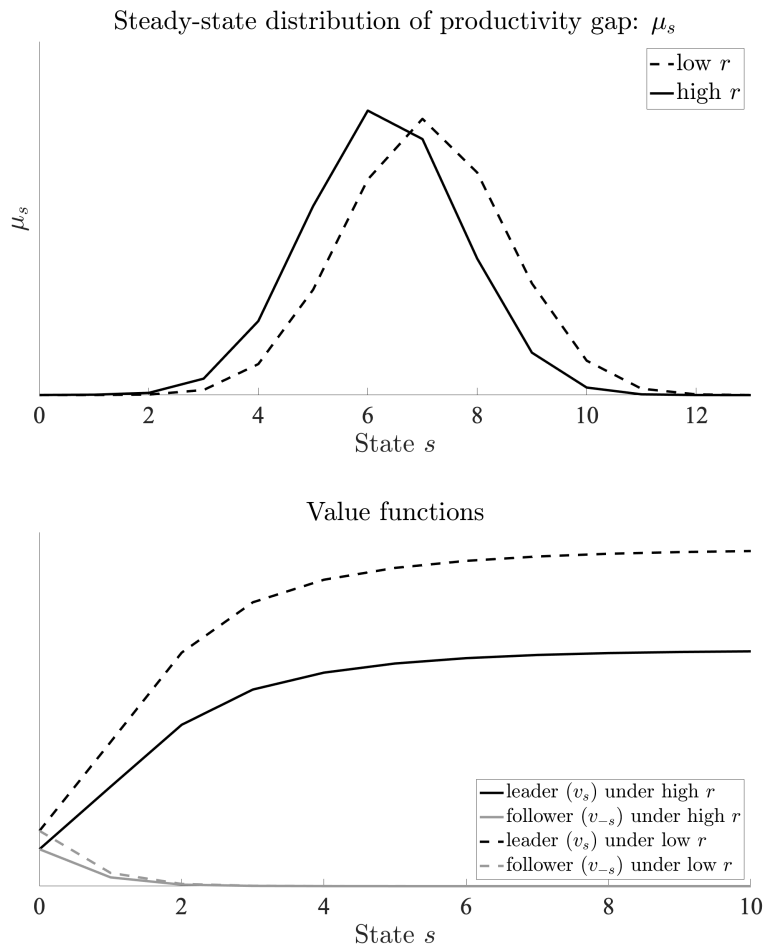 Steady-state distribution of productivity gap: μₛ
low r
high r
μₛ
0 2 4 6 8 10 12
State s
Value functions
leader (vₛ) under high r
follower (v₋ₛ) under high r
leader (vₛ) under low r
follower (v₋ₛ) under low r
0 2 4 6 8 10
State s